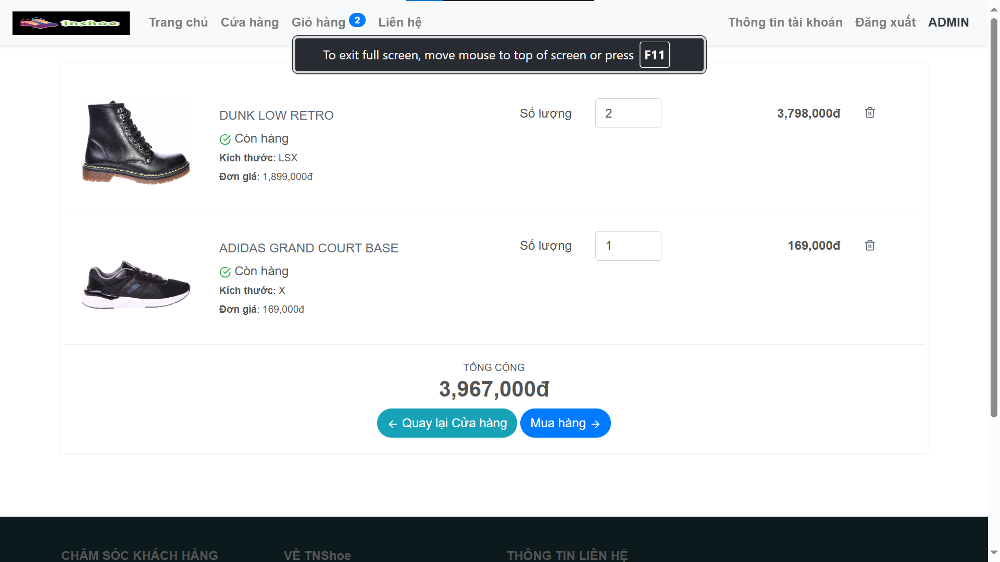 Tnshoe
Trang chủ Cửa hàng Giỏ hàng 2 Liên hệ Thông tin tài khoản Đăng xuất ADMIN
To exit full screen, move mouse to top of screen or press F11
DUNK LOW RETRO Số lượng 2 3,798,000đ
Còn hàng
Kích thước: LSX
Đơn giá: 1,899,000đ
ADIDAS GRAND COURT BASE Số lượng 1 169,000đ
Còn hàng
Kích thước: X
Đơn giá: 169,000đ
PUMA
TỔNG CỘNG
3,967,000đ
← Quay lại Cửa hàng Mua hàng →
CHĂM SÓC KHÁCH HÀNG VỀ TNShoe THÔNG TIN LIÊN HỆ